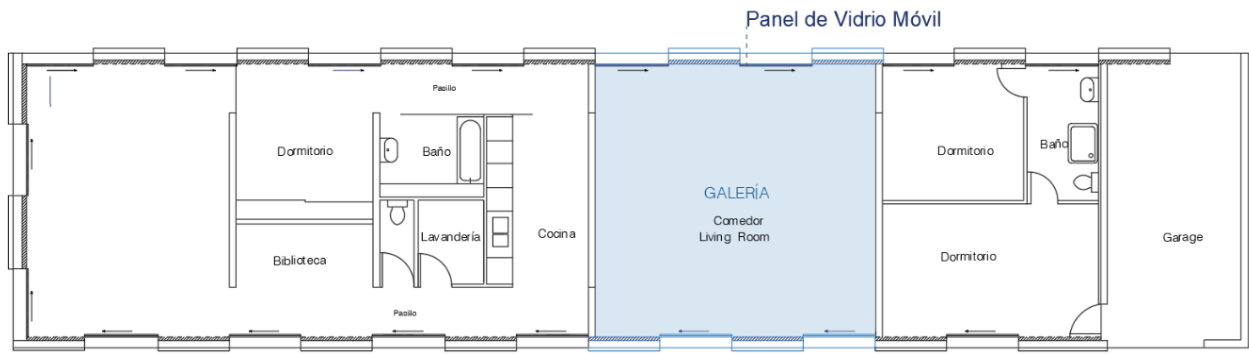 Panel de Vidrio Móvil
Pasillo
Dormitorio
Baño
Dormitorio
Baño
GALERÍA
Comedor
Living Room
Lavandería
Cocina
Garage
Biblioteca
Dormitorio
Pasillo